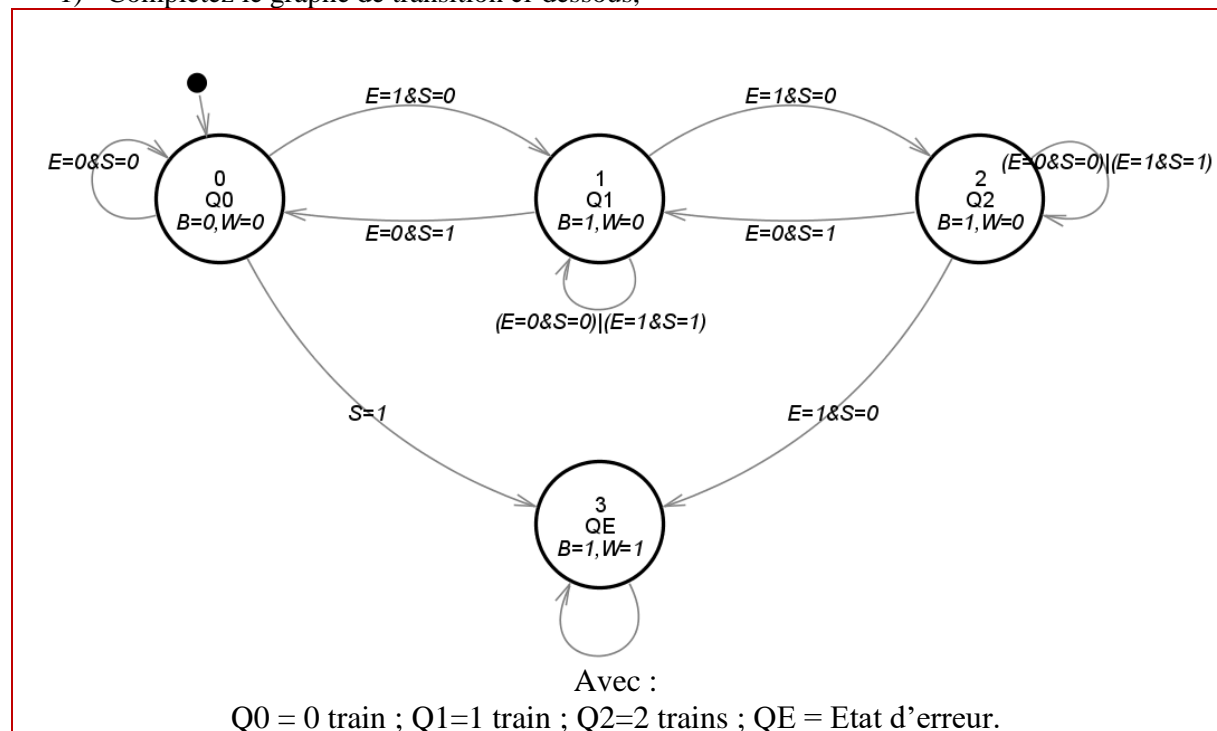 1) Complétez le graphe de transition ci-dessous,
E=1&S=0
E=1&S=0
E=0&S=0
(E=0&S=0)|(E=1&S=1)
0
Q0
B=0,W=0
1
Q1
B=1,W=0
2
Q2
B=1,W=0
E=0&S=1
E=0&S=1
(E=0&S=0)|(E=1&S=1)
S=1
E=1&S=0
3
QE
B=1,W=1
Avec :
Q0 = 0 train ; Q1=1 train ; Q2=2 trains ; QE = Etat d’erreur.